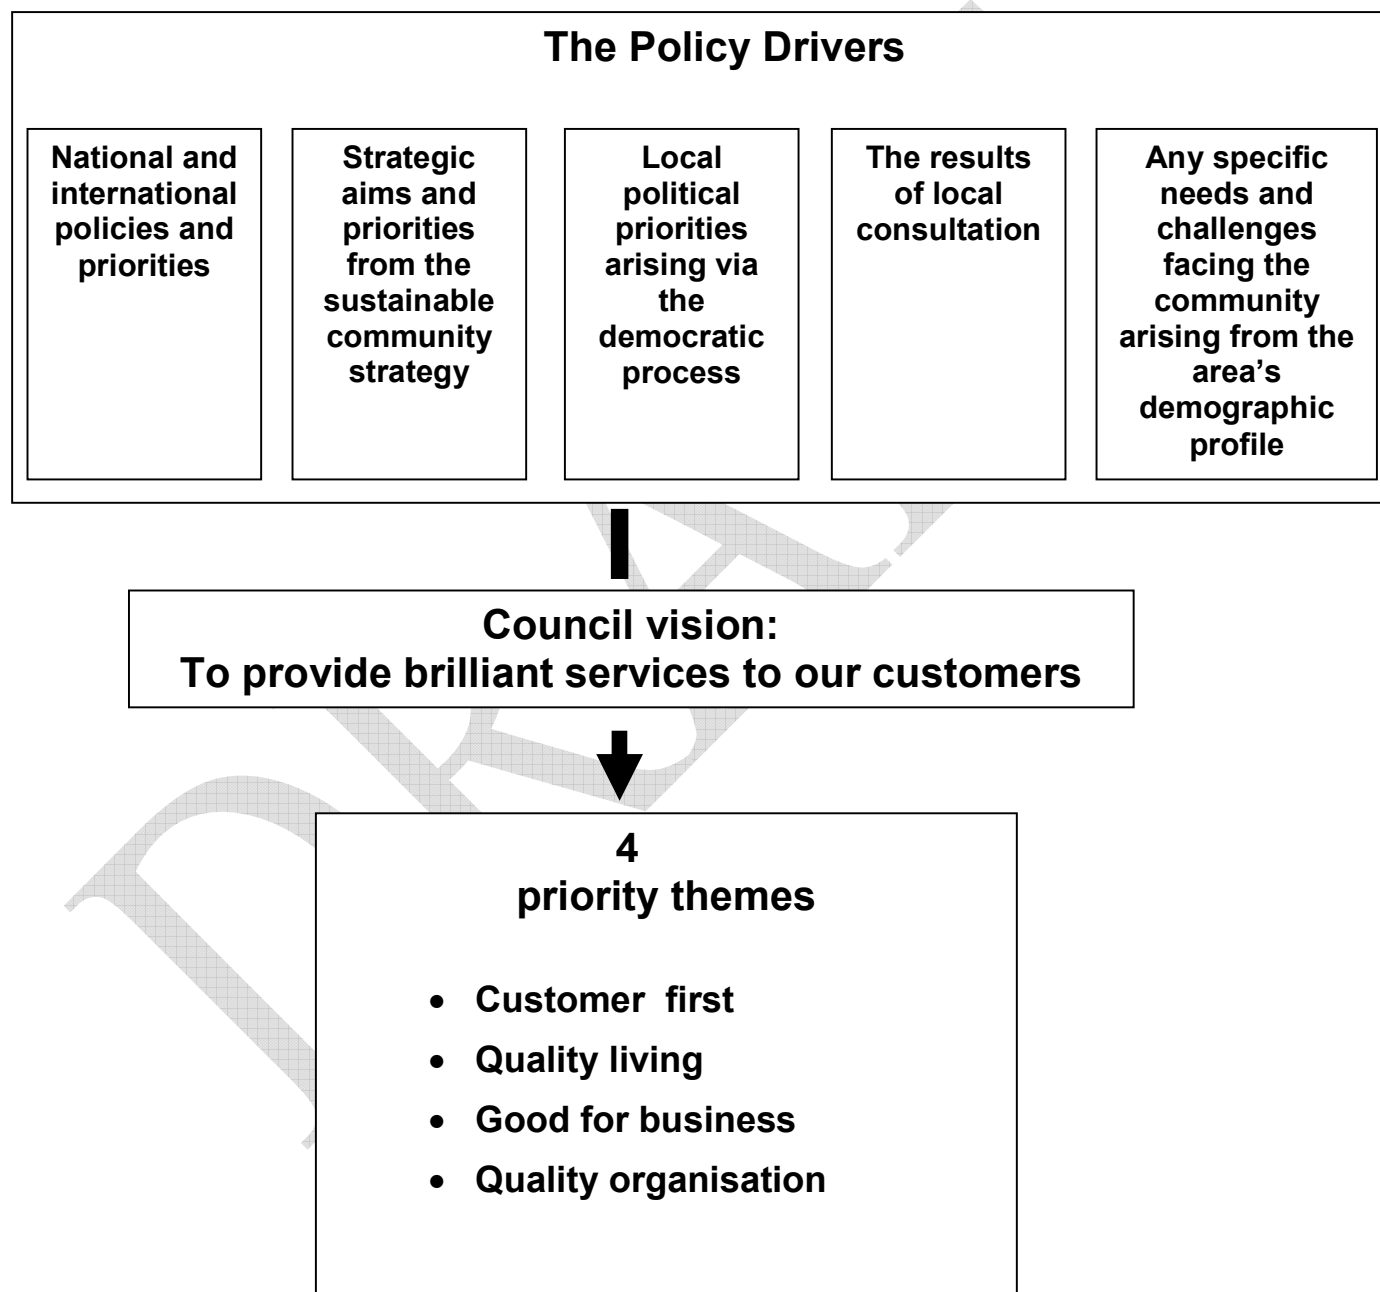 The Policy Drivers
National and
international
policies and
priorities
Strategic
aims and
priorities
from the
sustainable
community
strategy
Local
political
priorities
arising via
the
democratic
process
The results
of local
consultation
Any specific
needs and
challenges
facing the
community
arising from the
area’s
demographic
profile
Council vision:
To provide brilliant services to our customers
4
priority themes
• Customer first
• Quality living
• Good for business
• Quality organisation